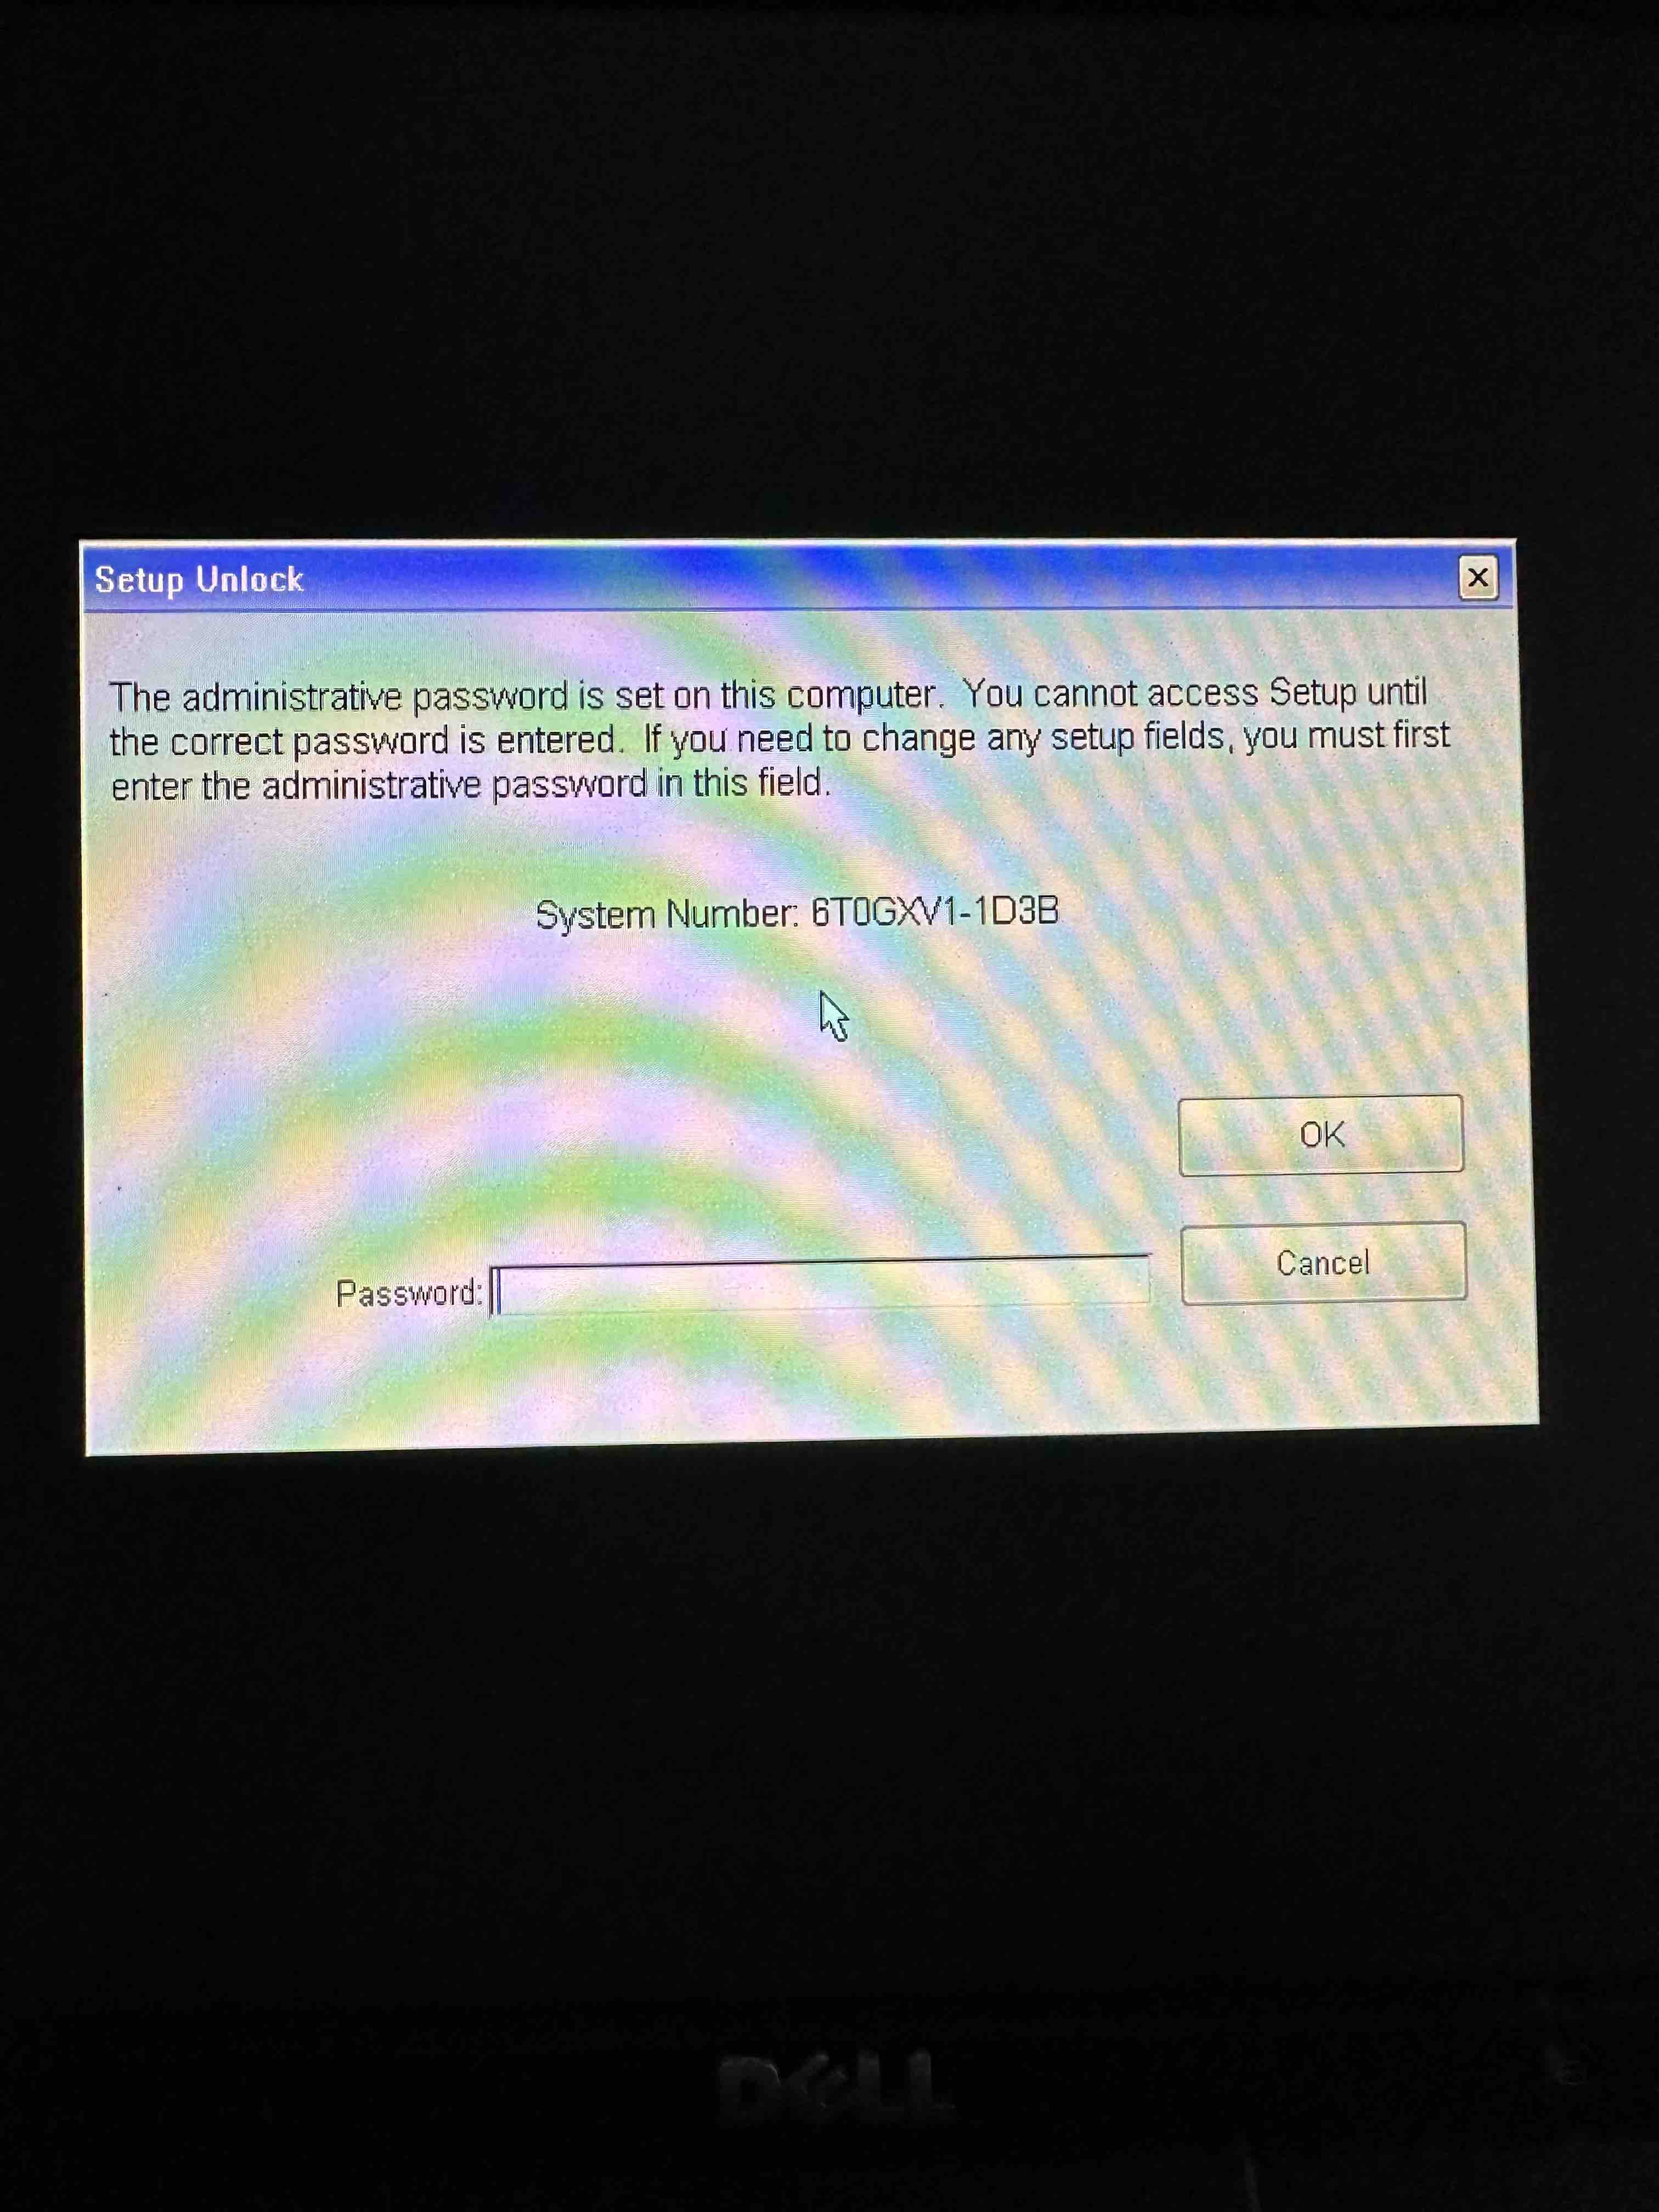 Setup Unlock
The administrative password is set on this computer. You cannot access Setup until
the correct password is entered. If you need to change any setup fields, you must first
enter the administrative password in this field.
System Number: 6T0GXV1-1D3B
OK
Cancel
Password:
DELL